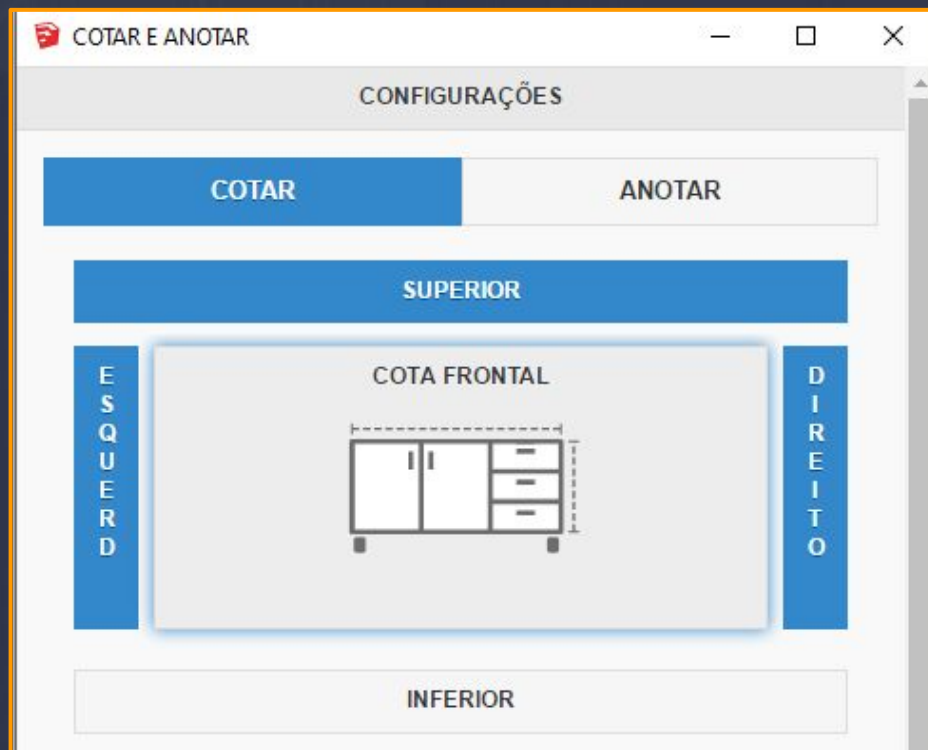 COTAR E ANOTAR
CONFIGURAÇÕES
COTAR
ANOTAR
SUPERIOR
ESQUERD
COTA FRONTAL
DIREITO
INFERIOR